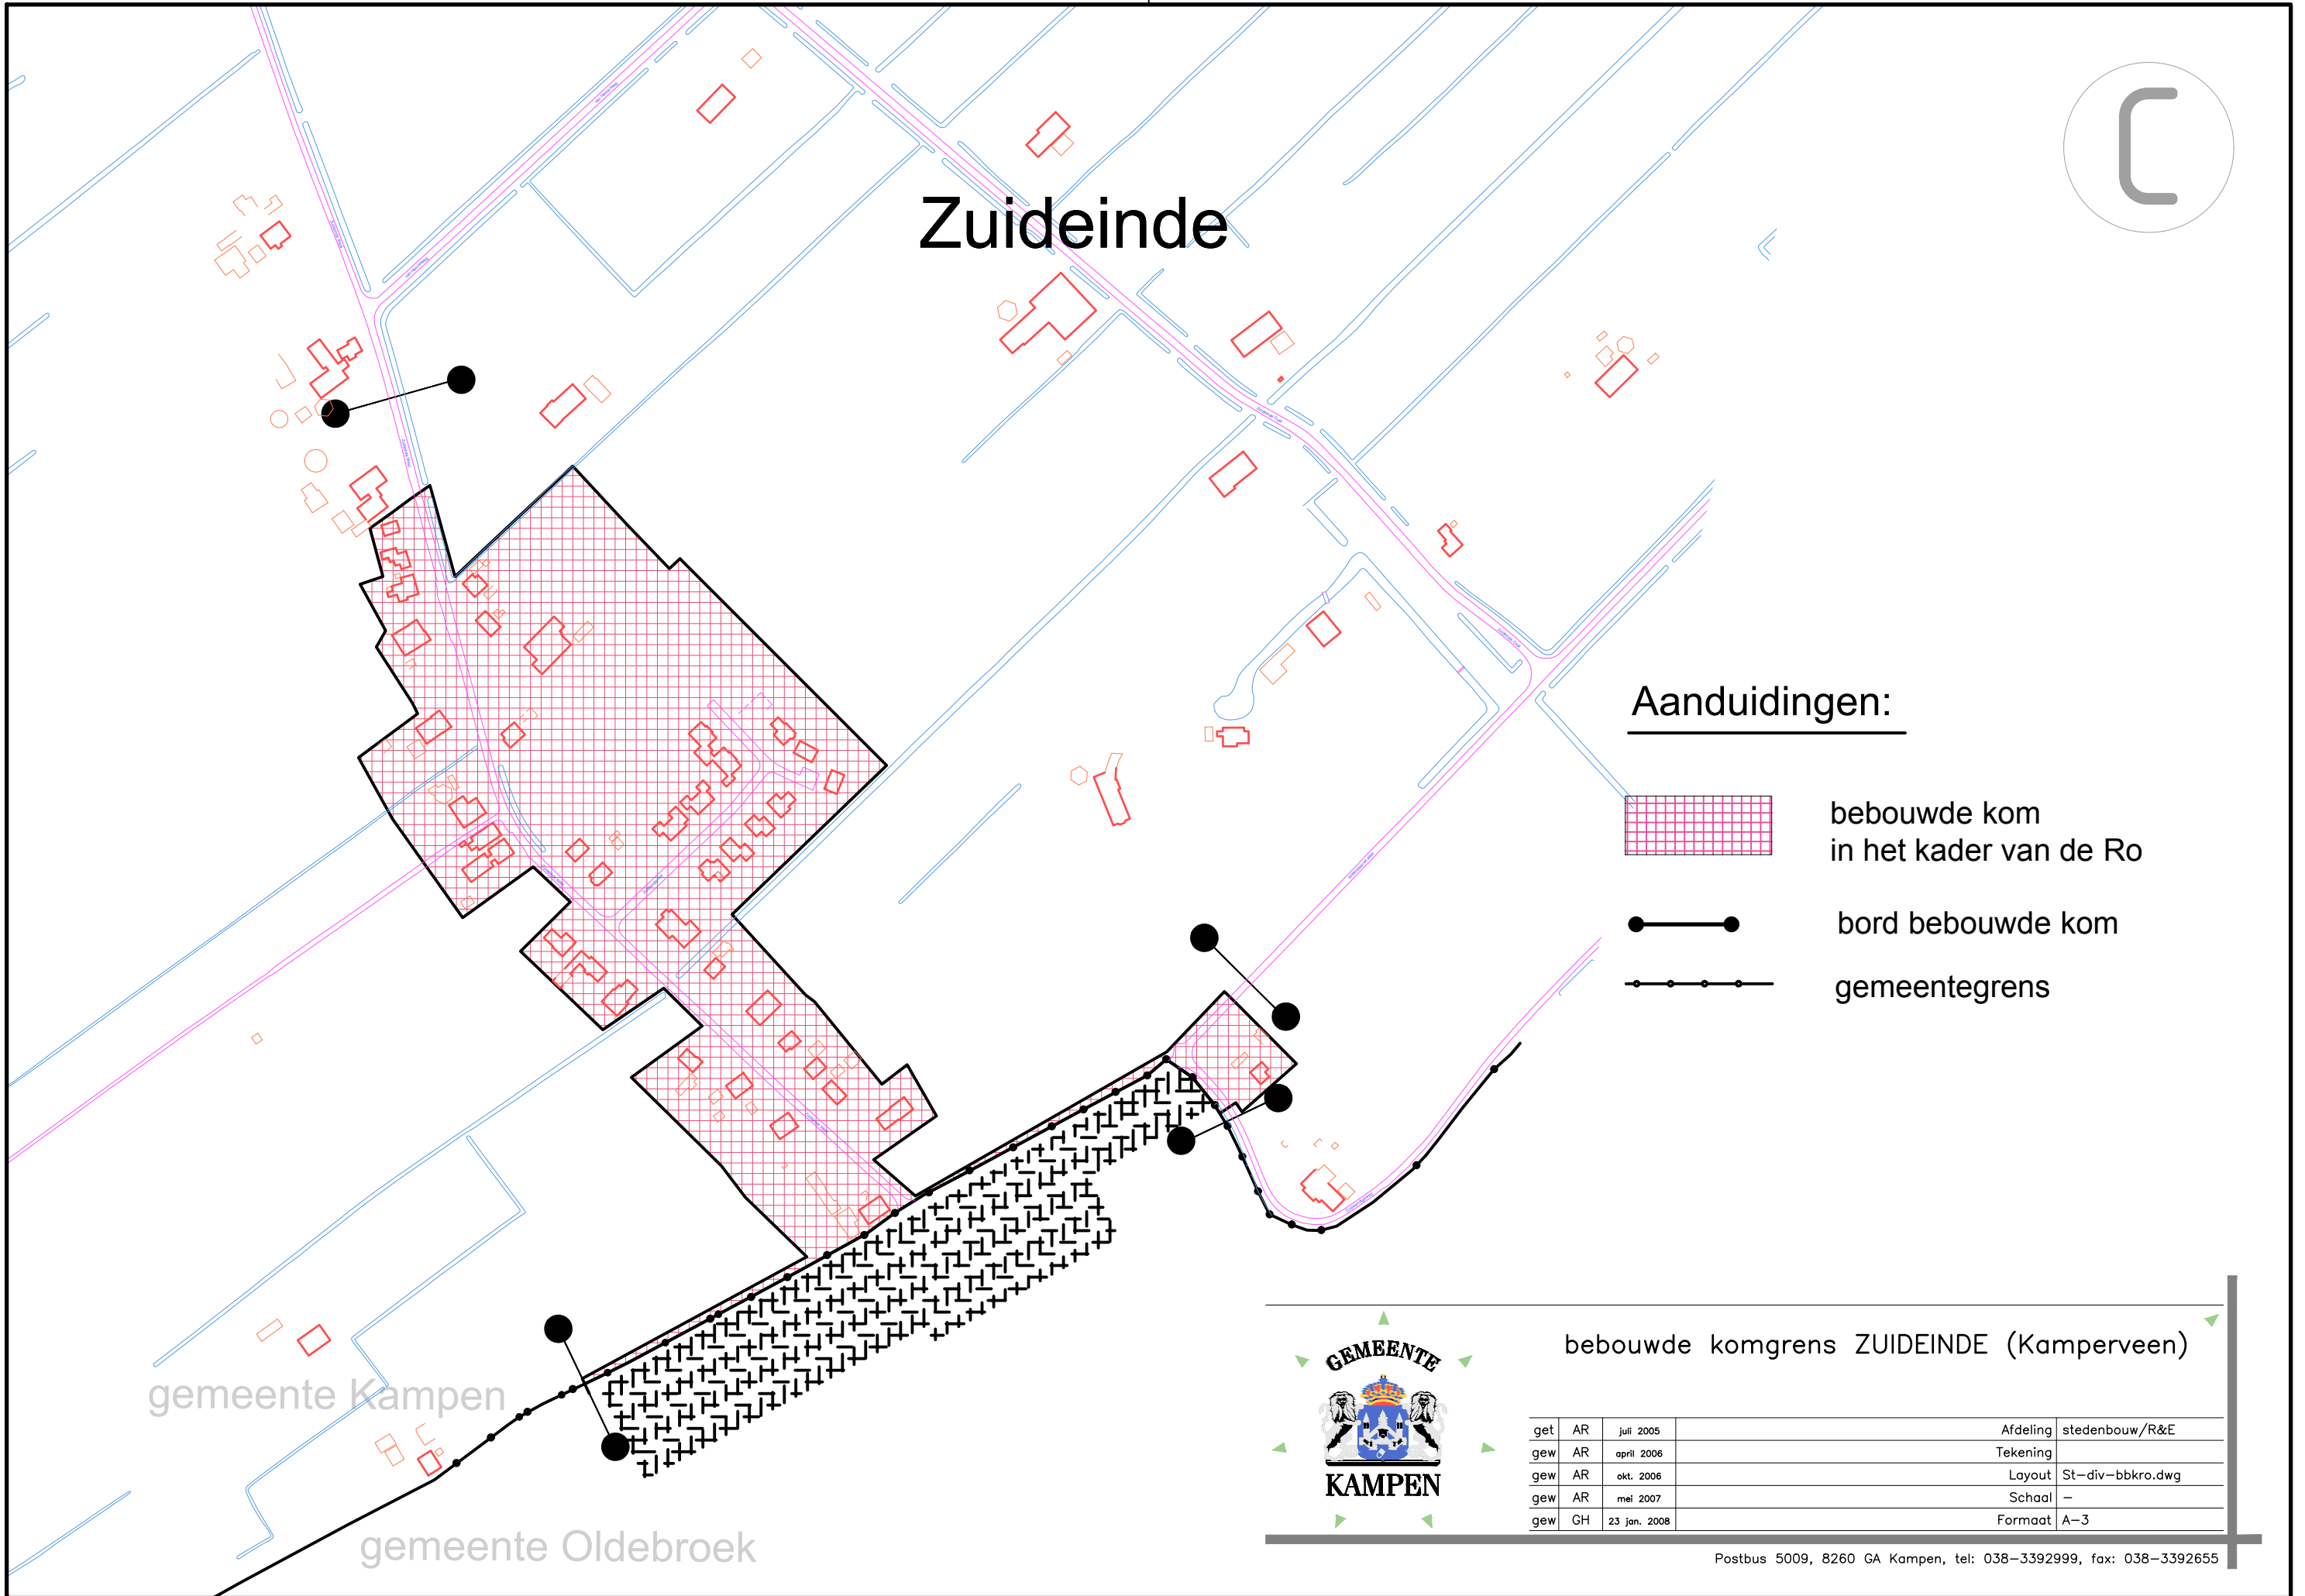 C
Zuideinde
Aanduidingen:
bebouwde kom
in het kader van de Ro
bord bebouwde kom
gemeentegrens
gemeente Kampen
gemeente Oldebroek
GEMEENTE
KAMPEN
bebouwde komgrens ZUIDEINDE (Kamperveen)
get AR juli 2005 Afdeling stedenbouw/R&E
gew AR april 2006 Tekening
gew AR okt. 2006 Layout St-div-bbkro.dwg
gew AR mei 2007 Schaal -
gew GH 23 jan. 2008 Formaat A-3
Postbus 5009, 8260 GA Kampen, tel: 038-3392999, fax: 038-3392655